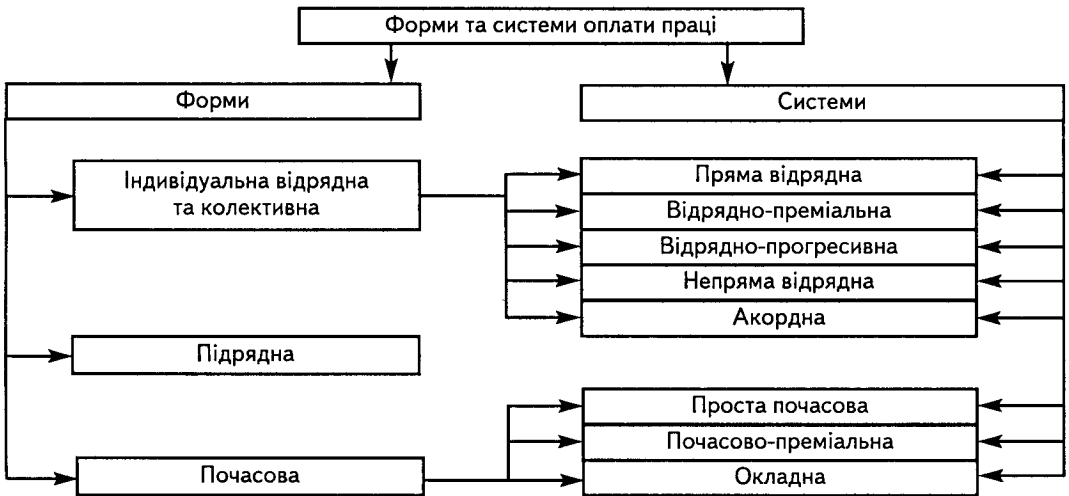 Форми та системи оплати праці
Форми
Системи
Індивідуальна відрядна
та колективна
Пряма відрядна
Відрядно-преміальна
Відрядно-прогресивна
Непряма відрядна
Акордна
Підрядна
Проста почасова
Почасово-преміальна
Почасова
Окладна